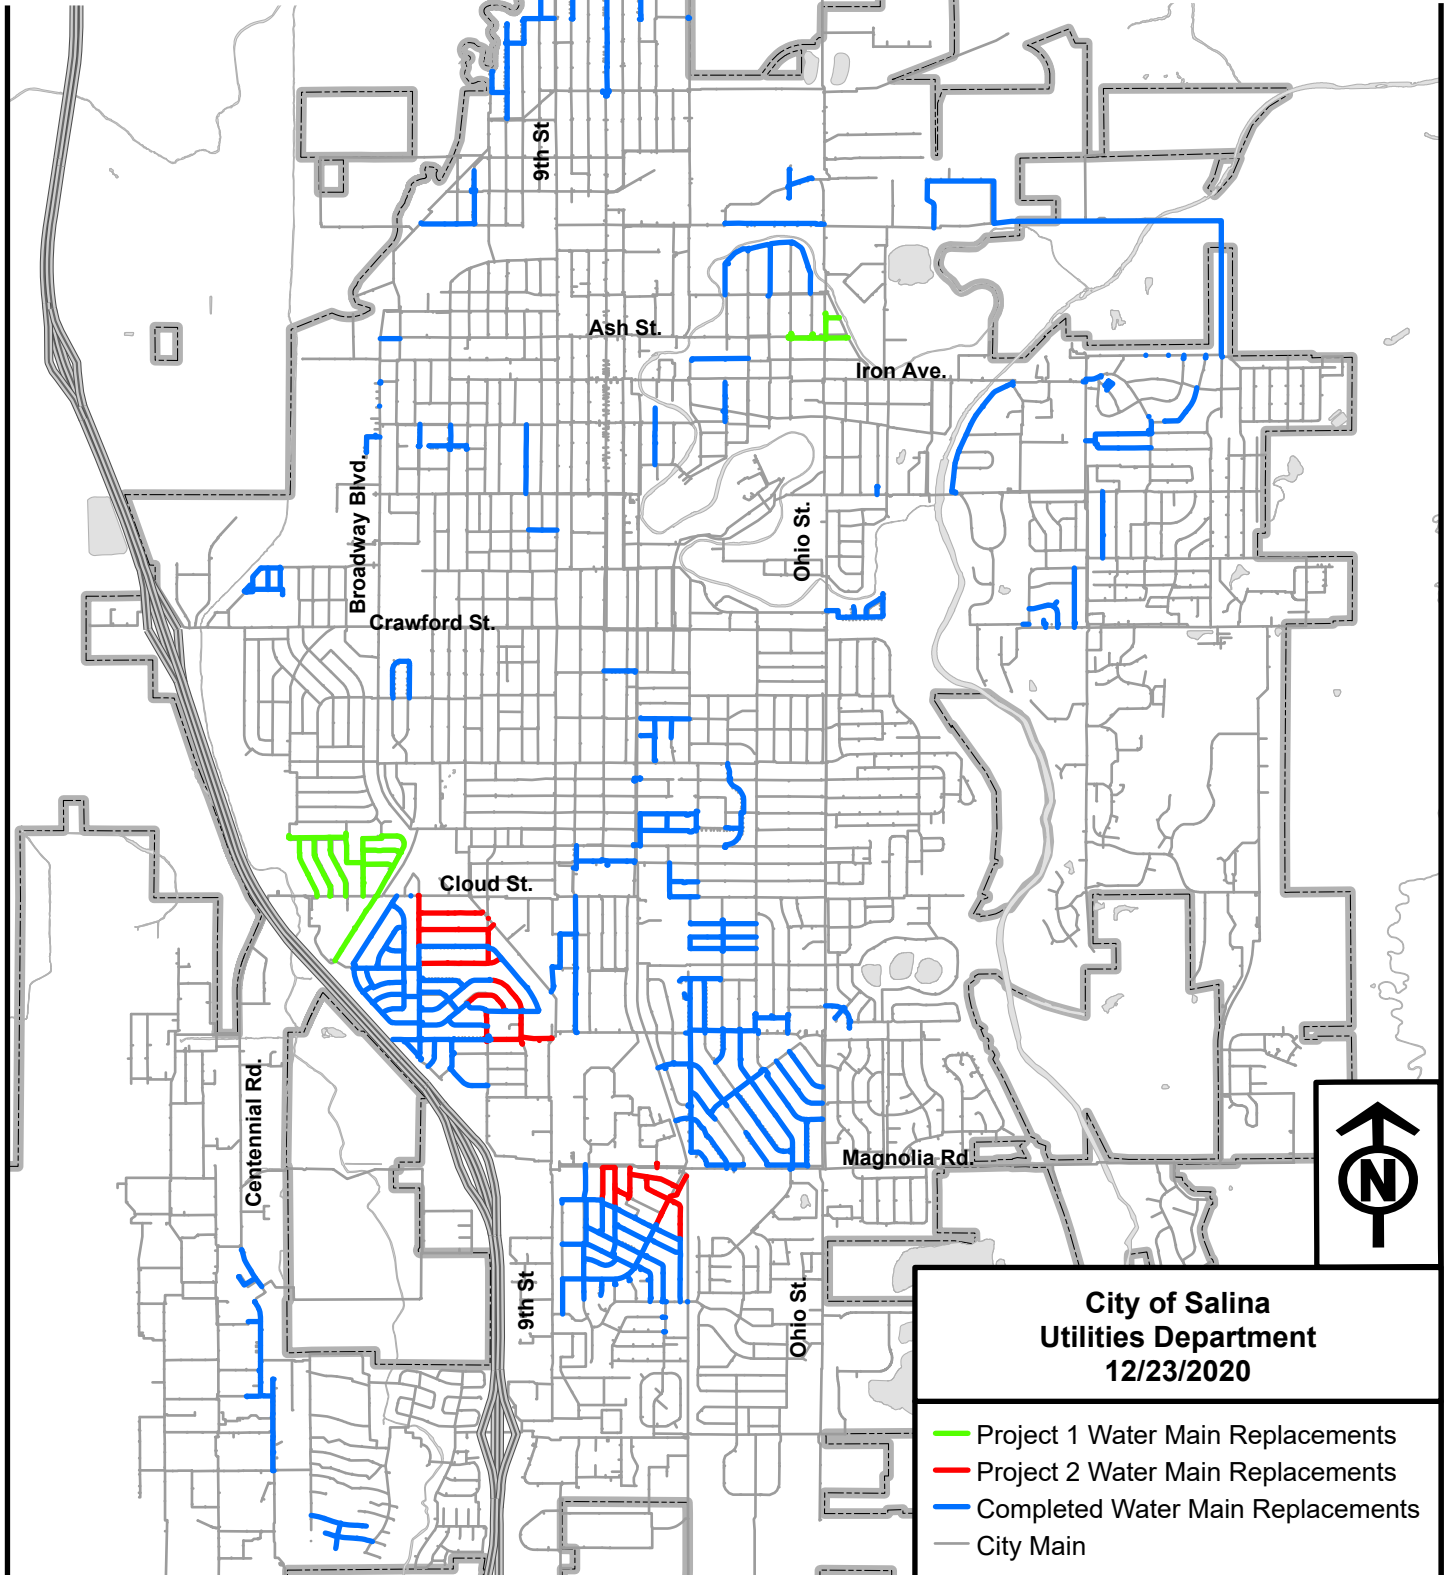 9th St
Ash St.
Iron Ave.
Broadway Blvd.
Ohio St.
Crawford St.
Cloud St.
Centennial Rd.
Magnolia Rd.
9th St
Ohio St.
N
City of Salina
Utilities Department
12/23/2020
Project 1 Water Main Replacements
Project 2 Water Main Replacements
Completed Water Main Replacements
City Main